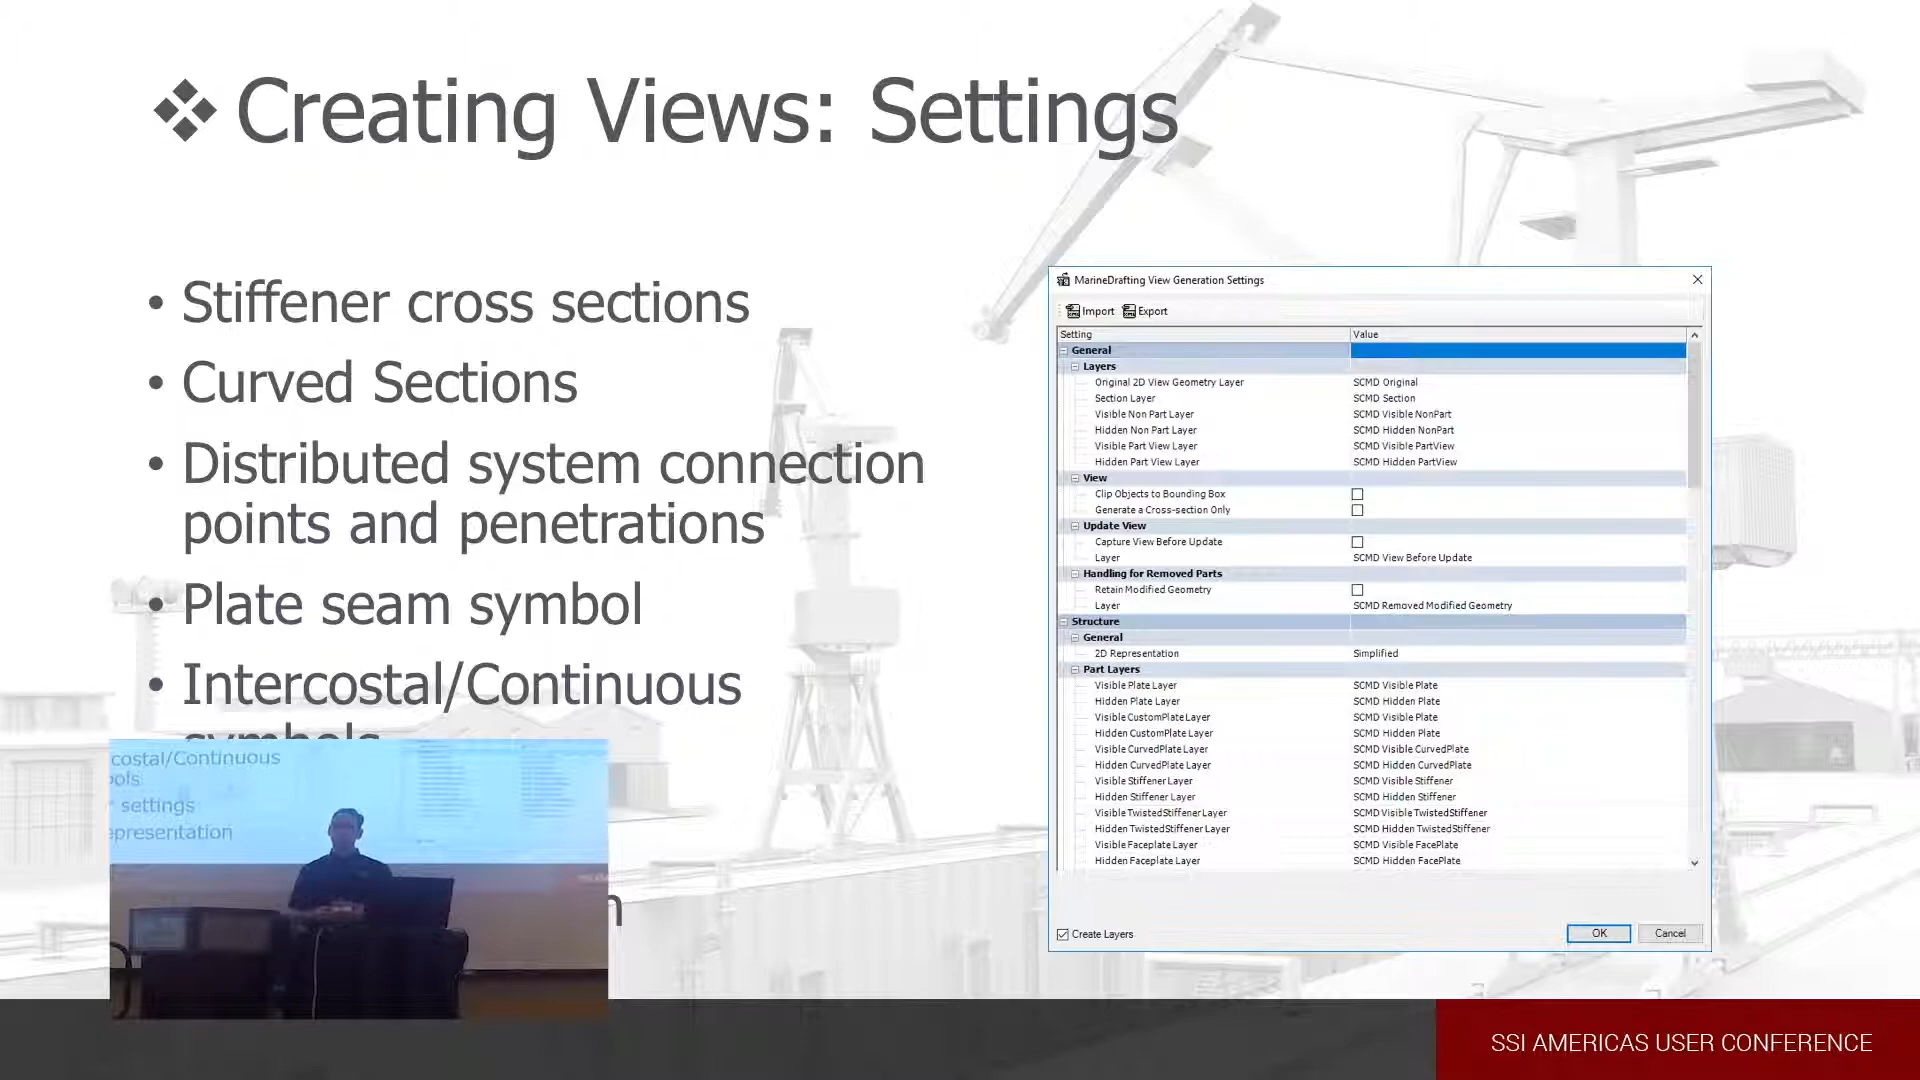 ❖ Creating Views: Settings
• Stiffener cross sections
• Curved Sections
• Distributed system connection
points and penetrations
• Plate seam symbol
• Intercostal/Continuous
symbols
costal/Continuous
ols
settings
presentation
n
MarineDrafting View Generation Settings
Import Export
Setting Value
General
Layers
Original 2D View Geometry Layer SCMD Original
Section Layer SCMD Section
Visible Non Part Layer SCMD Visible NonPart
Hidden Non Part Layer SCMD Hidden NonPart
Visible Part View Layer SCMD Visible PartView
Hidden Part View Layer SCMD Hidden PartView
View
Clip Objects to Bounding Box
Generate a Cross-section Only
Update View
Capture View Before Update
Layer SCMD View Before Update
Handling for Removed Parts
Retain Modified Geometry
Layer SCMD Removed Modified Geometry
Structure
General
2D Representation Simplified
Part Layers
Visible Plate Layer SCMD Visible Plate
Hidden Plate Layer SCMD Hidden Plate
Visible CustomPlate Layer SCMD Visible Plate
Hidden CustomPlate Layer SCMD Hidden Plate
Visible CurvedPlate Layer SCMD Visible CurvedPlate
Hidden CurvedPlate Layer SCMD Hidden CurvedPlate
Visible Stiffener Layer SCMD Visible Stiffener
Hidden Stiffener Layer SCMD Hidden Stiffener
Visible TwistedStiffener Layer SCMD Visible TwistedStiffener
Hidden TwistedStiffener Layer SCMD Hidden TwistedStiffener
Visible Faceplate Layer SCMD Visible FacePlate
Hidden Faceplate Layer SCMD Hidden FacePlate
Create Layers
OK Cancel
SSI AMERICAS USER CONFERENCE